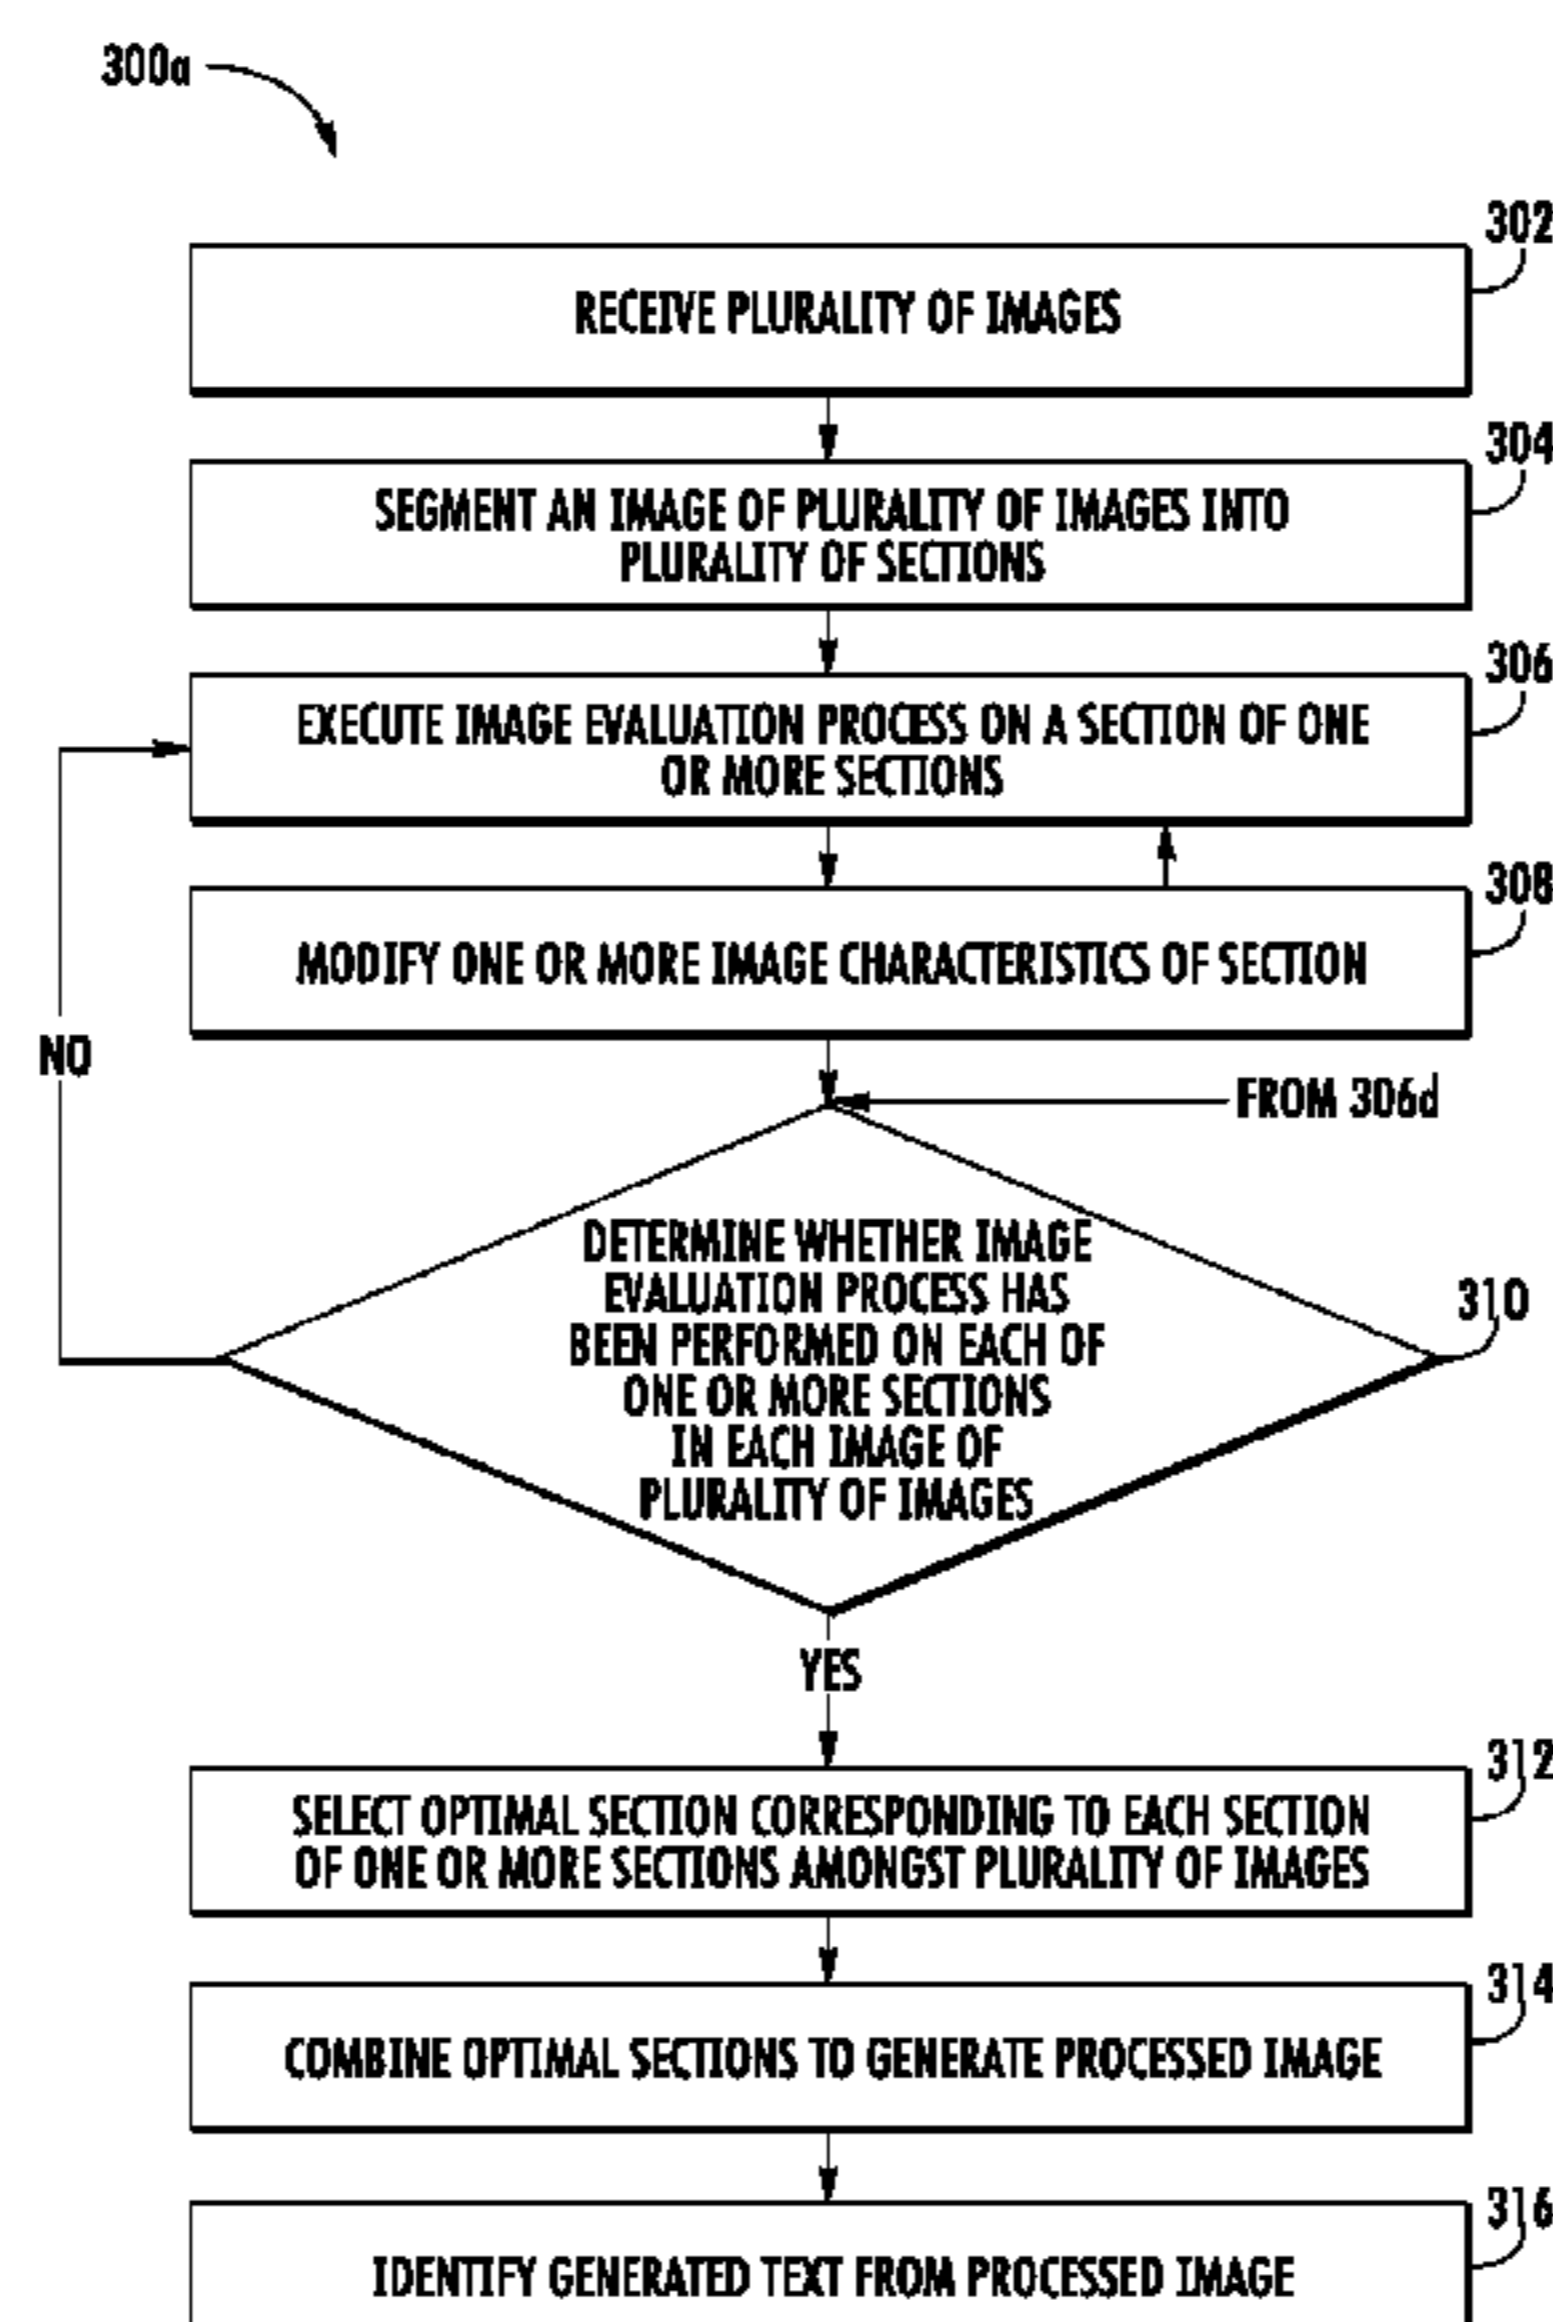 300a
302
RECEIVE PLURALITY OF IMAGES
304
SEGMENT AN IMAGE OF PLURALITY OF IMAGES INTO
PLURALITY OF SECTIONS
306
EXECUTE IMAGE EVALUATION PROCESS ON A SECTION OF ONE
OR MORE SECTIONS
308
MODIFY ONE OR MORE IMAGE CHARACTERISTICS OF SECTION
NO
FROM 306d
DETERMINE WHETHER IMAGE
EVALUATION PROCESS HAS
BEEN PERFORMED ON EACH OF
ONE OR MORE SECTIONS
IN EACH IMAGE OF
PLURALITY OF IMAGES
310
YES
312
SELECT OPTIMAL SECTION CORRESPONDING TO EACH SECTION
OF ONE OR MORE SECTIONS AMONGST PLURALITY OF IMAGES
314
COMBINE OPTIMAL SECTIONS TO GENERATE PROCESSED IMAGE
316
IDENTIFY GENERATED TEXT FROM PROCESSED IMAGE